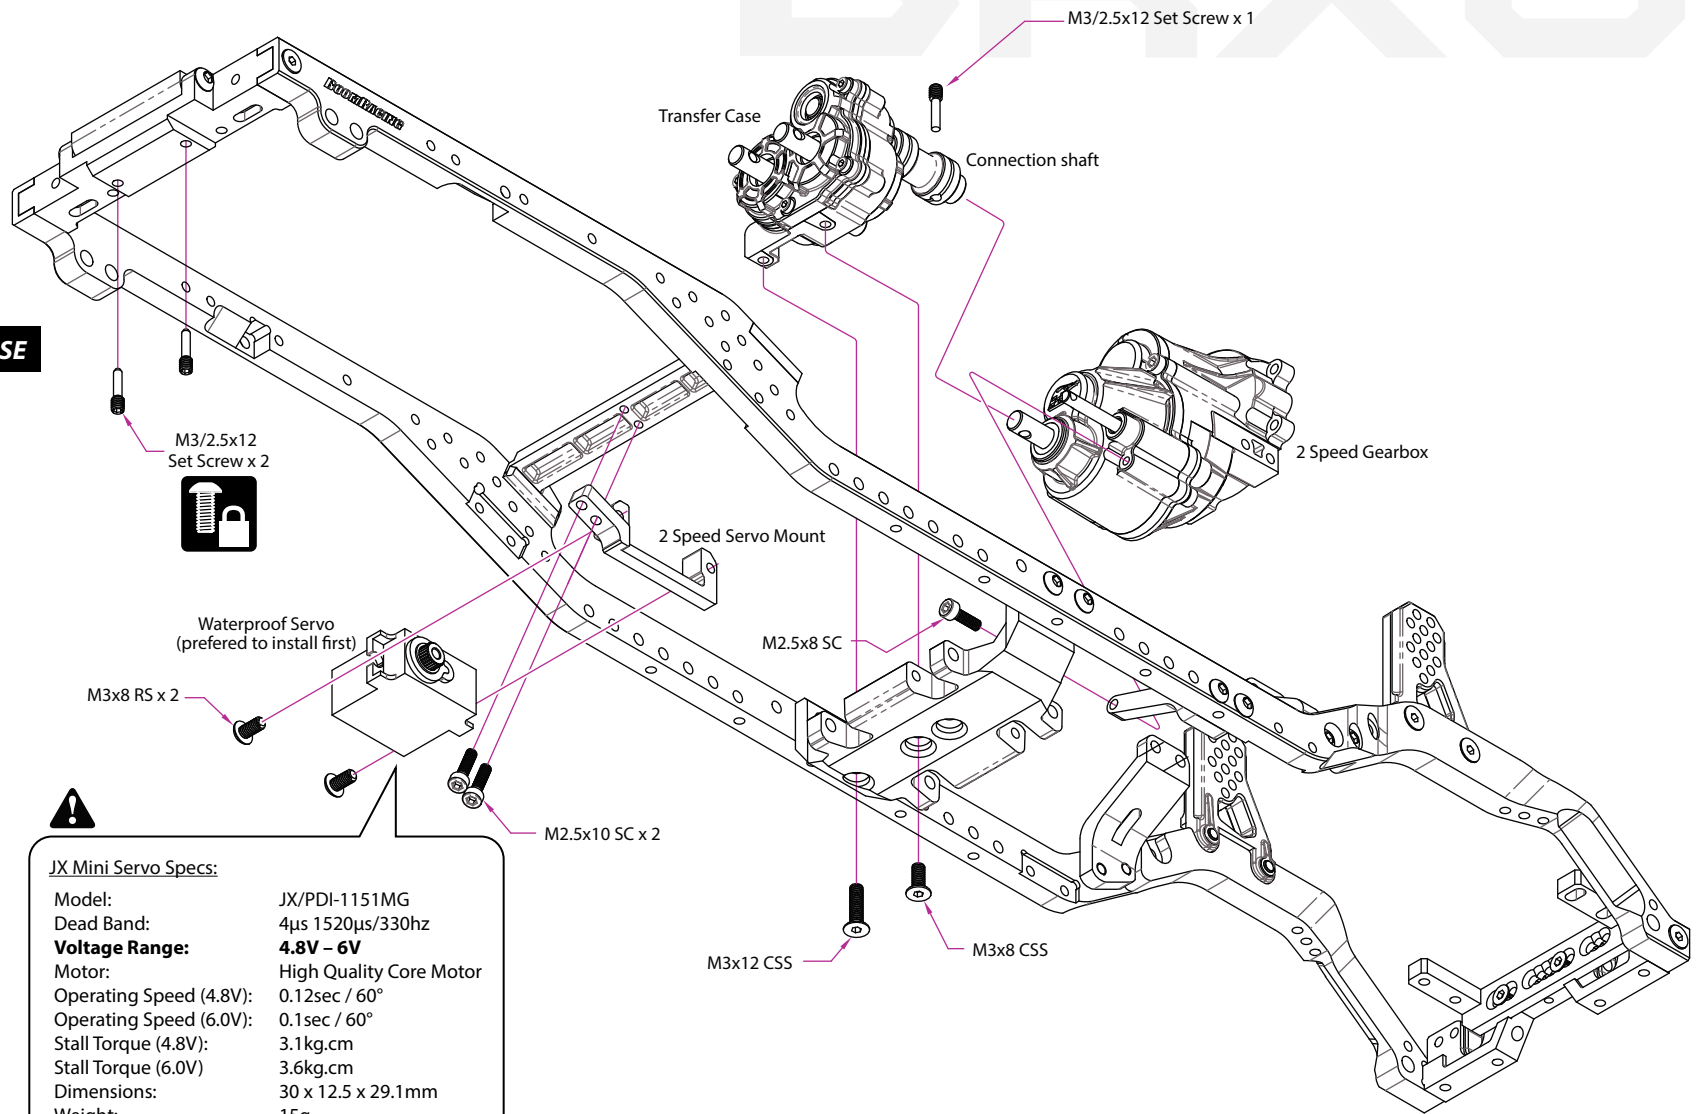 M3/2.5x12 Set Screw x 1
BOOMRACING
Transfer Case
Connection shaft
SE
M3/2.5x12
Set Screw x 2
2 Speed Gearbox
2 Speed Servo Mount
Waterproof Servo
(prefered to install first)
M2.5x8 SC
M3x8 RS x 2
M2.5x10 SC x 2
M3x12 CSS
M3x8 CSS
JX Mini Servo Specs:
Model: JX/PDI-1151MG
Dead Band: 4μs 1520μs/330hz
Voltage Range: 4.8V – 6V
Motor: High Quality Core Motor
Operating Speed (4.8V): 0.12sec / 60°
Operating Speed (6.0V): 0.1sec / 60°
Stall Torque (4.8V): 3.1kg.cm
Stall Torque (6.0V) 3.6kg.cm
Dimensions: 30 x 12.5 x 29.1mm
Weight: 15g